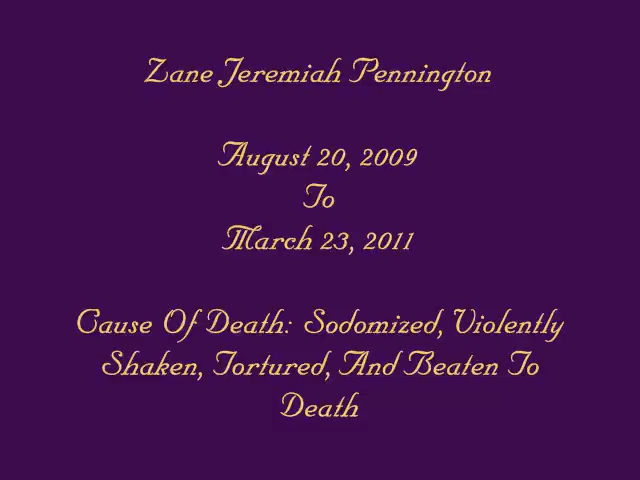 Zane Jeremiah Pennington
August 20, 2009
To
March 23, 2011
Cause Of Death: Sodomized, Violently
Shaken, Tortured, And Beaten To
Death